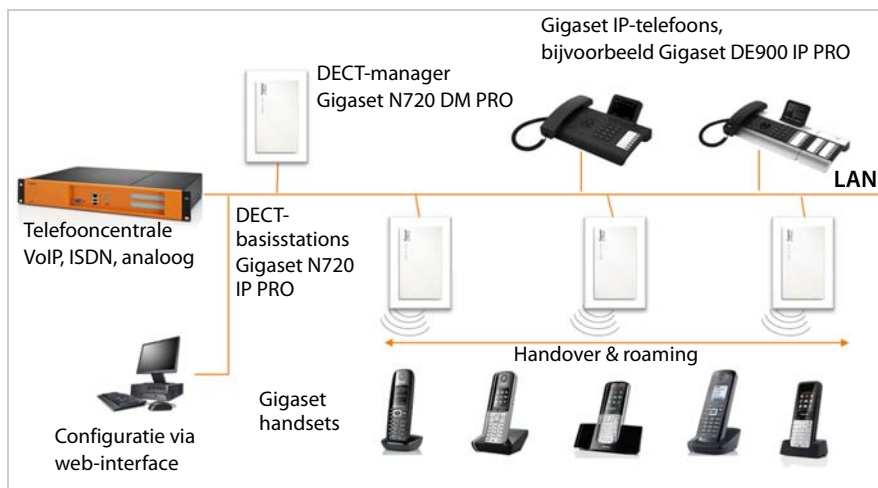 Gigaset IP-telefoons,
bijvoorbeeld Gigaset DE900 IP PRO
DECT-manager
Gigaset N720 DM PRO
LAN
Telefooncentrale
VoIP, ISDN, analoog
DECT-
basisstations
Gigaset N720
IP PRO
Handover & roaming
Gigaset
handsets
Configuratie via
web-interface